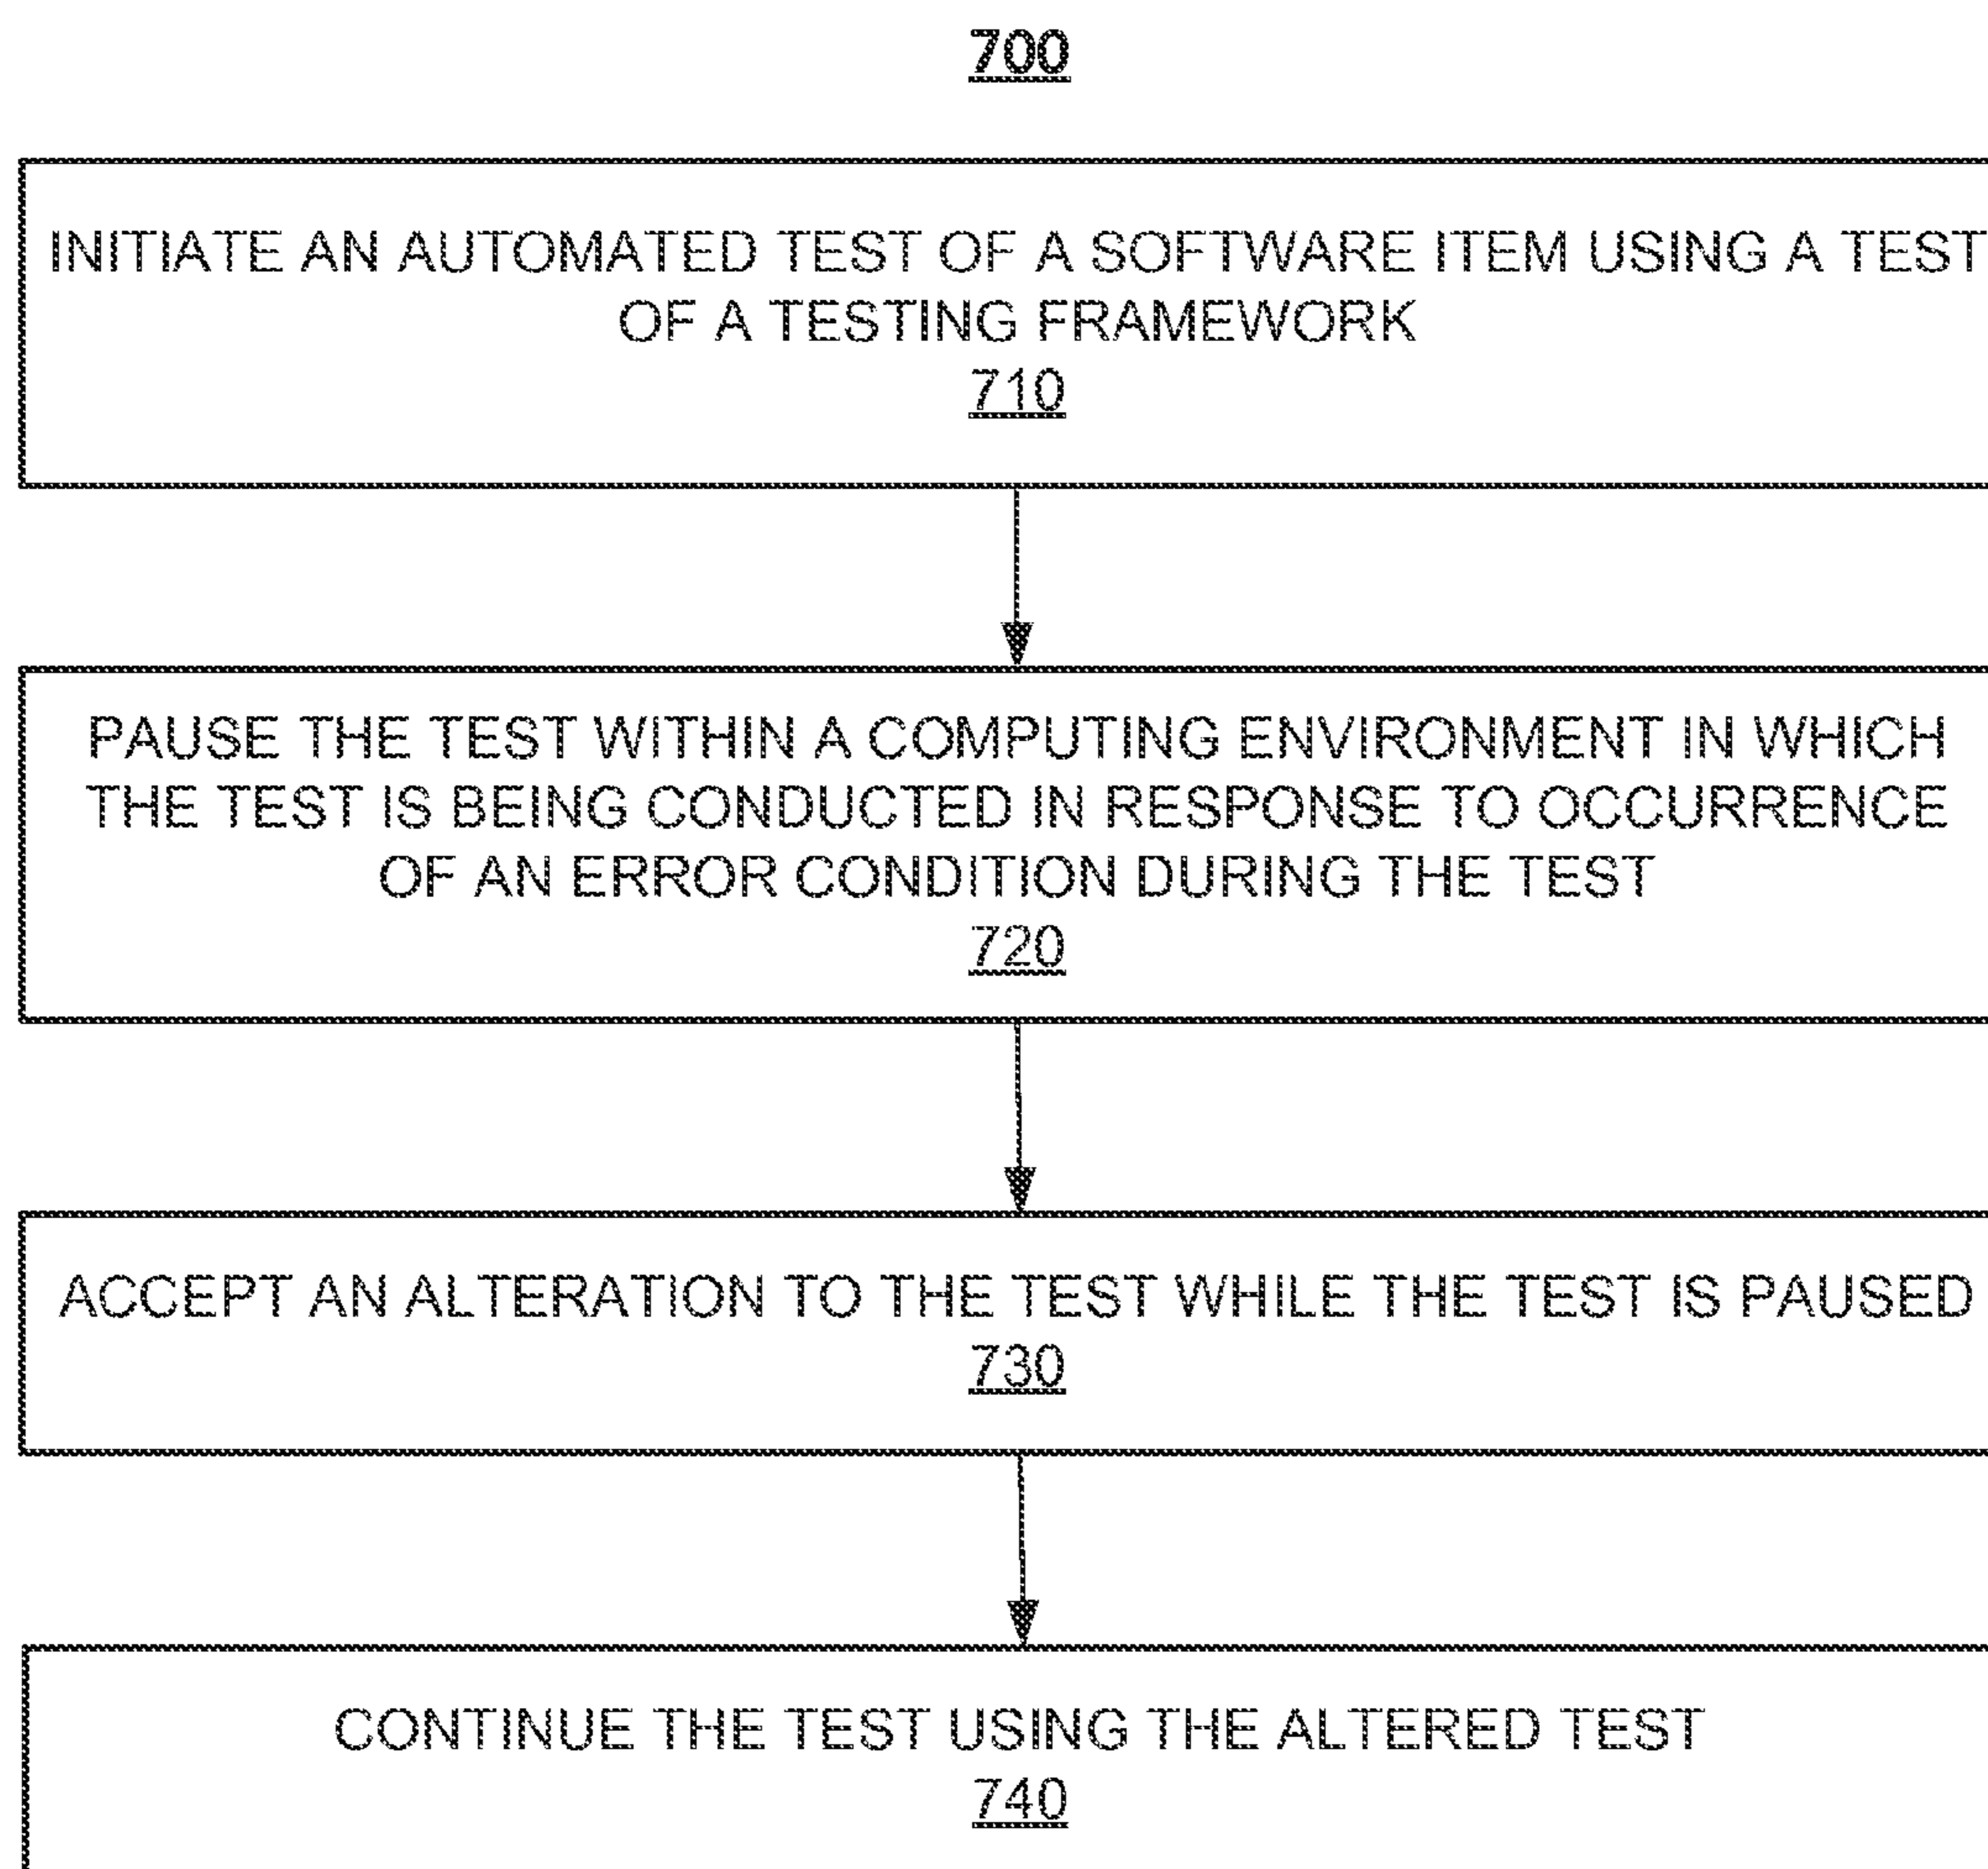 700
INITIATE AN AUTOMATED TEST OF A SOFTWARE ITEM USING A TEST
OF A TESTING FRAMEWORK
710
PAUSE THE TEST WITHIN A COMPUTING ENVIRONMENT IN WHICH
THE TEST IS BEING CONDUCTED IN RESPONSE TO OCCURRENCE
OF AN ERROR CONDITION DURING THE TEST
720
ACCEPT AN ALTERATION TO THE TEST WHILE THE TEST IS PAUSED
730
CONTINUE THE TEST USING THE ALTERED TEST
740